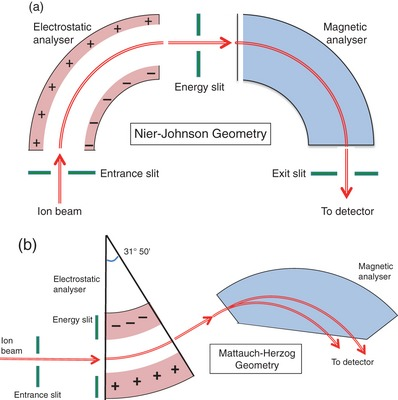 (a)
Electrostatic
analyser
Magnetic
analyser
+ + + + + + +
− − − − −
Energy slit
Nier-Johnson Geometry
Entrance slit
Exit slit
Ion beam
To detector
(b)
31° 50'
Electrostatic
analyser
Magnetic
analyser
Energy slit
− − −
Ion
beam
Mattauch-Herzog
Geometry
To detector
+ + + + +
Entrance slit